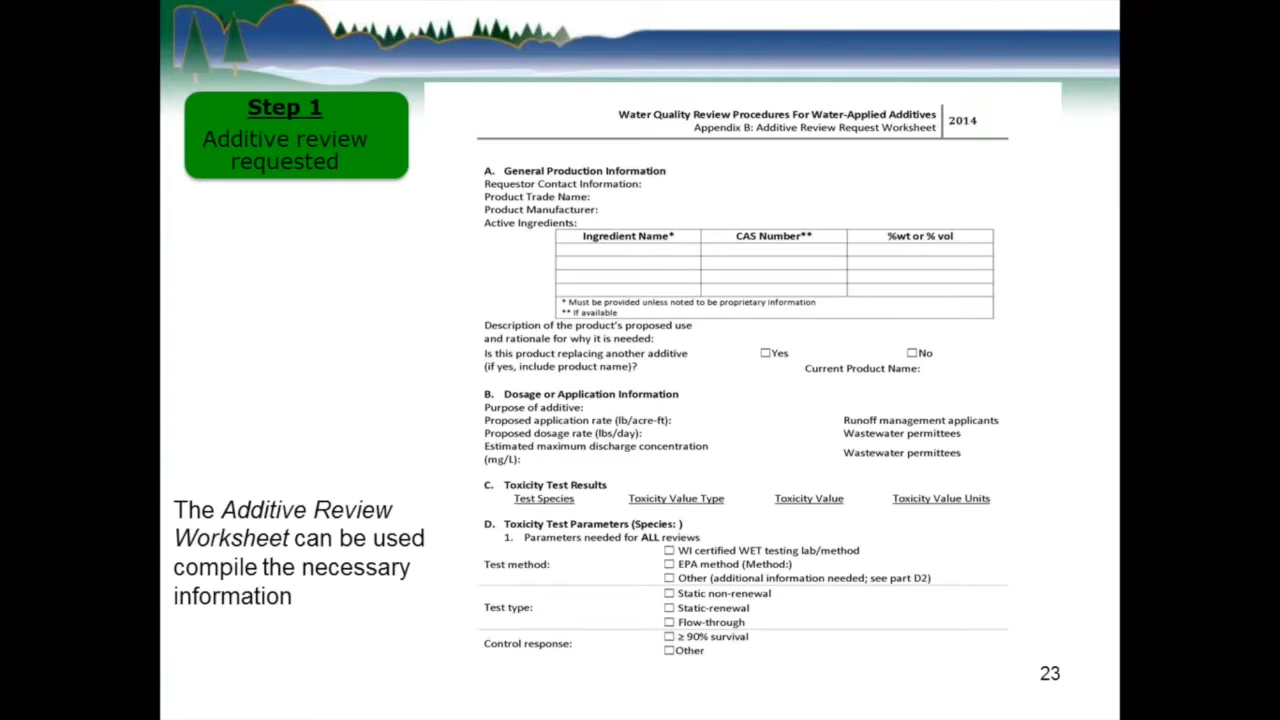 Step 1
Additive review
requested
Water Quality Review Procedures For Water-Applied Additives
Appendix B: Additive Review Request Worksheet
2014
A. General Production Information
Requestor Contact Information:
Product Trade Name:
Product Manufacturer:
Active Ingredients:
Ingredient Name* CAS Number** %wt or % vol
* Must be provided unless noted to be proprietary information
** If available
Description of the product's proposed use
and rationale for why it is needed:
Is this product replacing another additive ☐Yes ☐No
(if yes, include product name)? Current Product Name:
B. Dosage or Application Information
Purpose of additive:
Proposed application rate (lb/acre-ft): Runoff management applicants
Proposed dosage rate (lbs/day): Wastewater permittees
Estimated maximum discharge concentration
(mg/L): Wastewater permittees
C. Toxicity Test Results
Test Species Toxicity Value Type Toxicity Value Toxicity Value Units
D. Toxicity Test Parameters (Species: )
1. Parameters needed for ALL reviews
Test method:
☐ WI certified WET testing lab/method
☐ EPA method (Method:)
☐ Other (additional information needed; see part D2)
Test type:
☐ Static non-renewal
☐ Static-renewal
☐ Flow-through
Control response:
☐ ≥ 90% survival
☐Other
The Additive Review
Worksheet can be used
compile the necessary
information
23